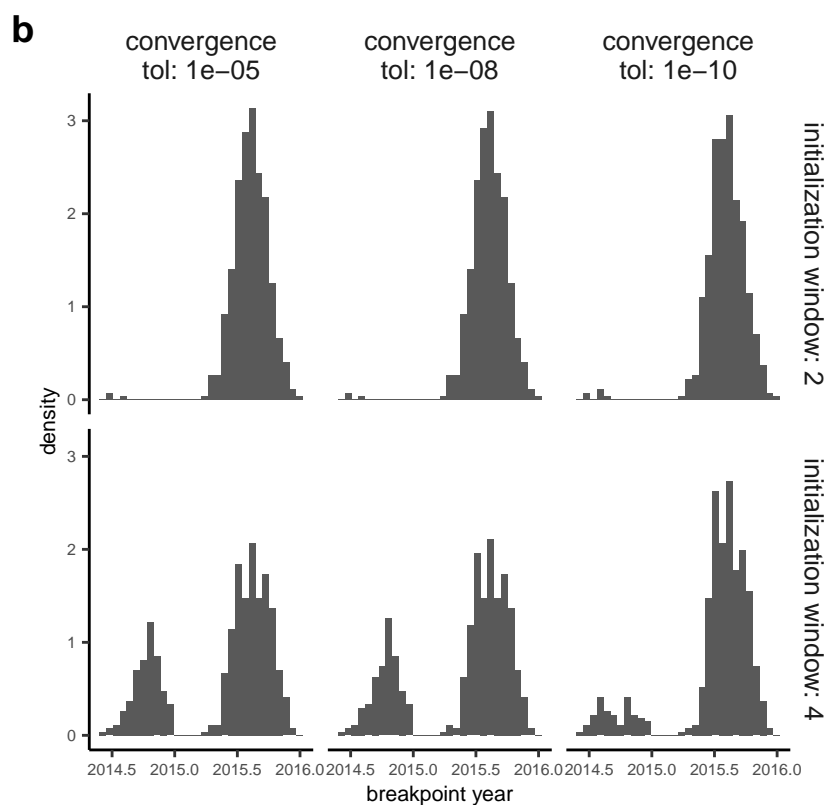 b
convergence
tol: 1e−05
convergence
tol: 1e−08
convergence
tol: 1e−10
3
2
1
0
initialization window: 2
density
3
2
1
0
initialization window: 4
2014.5 2015.0 2015.5 2016.0 2014.5 2015.0 2015.5 2016.0 2014.5 2015.0 2015.5 2016.0
breakpoint year